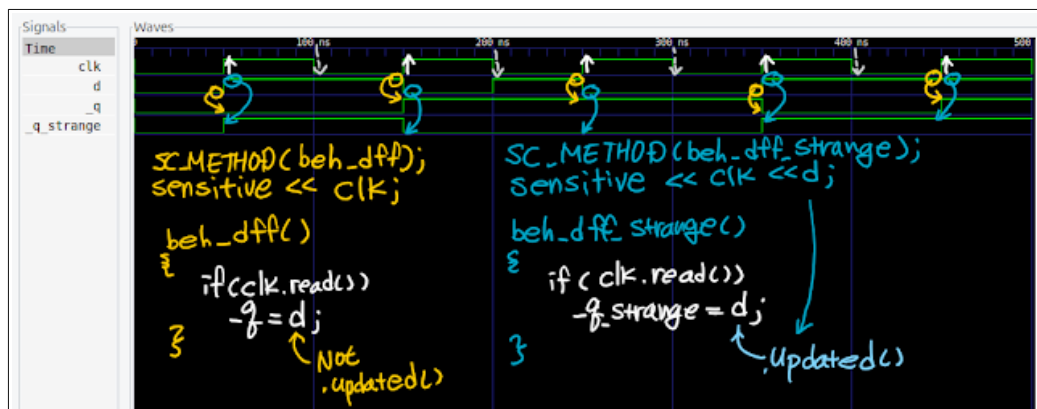 Signals
Waves
Time
100 ns
200 ns
300 ns
400 ns
500
clk
d
_q
_q_strange
SC_METHOD(beh_dff);
sensitive << clk;
beh_dff()
{
if(clk.read())
_q = d;
}
Not
.updated()
SC_METHOD(beh_dff_strange);
sensitive << clk << d;
beh_dff_strange()
{
if(clk.read())
_q_strange = d;
}
.updated()